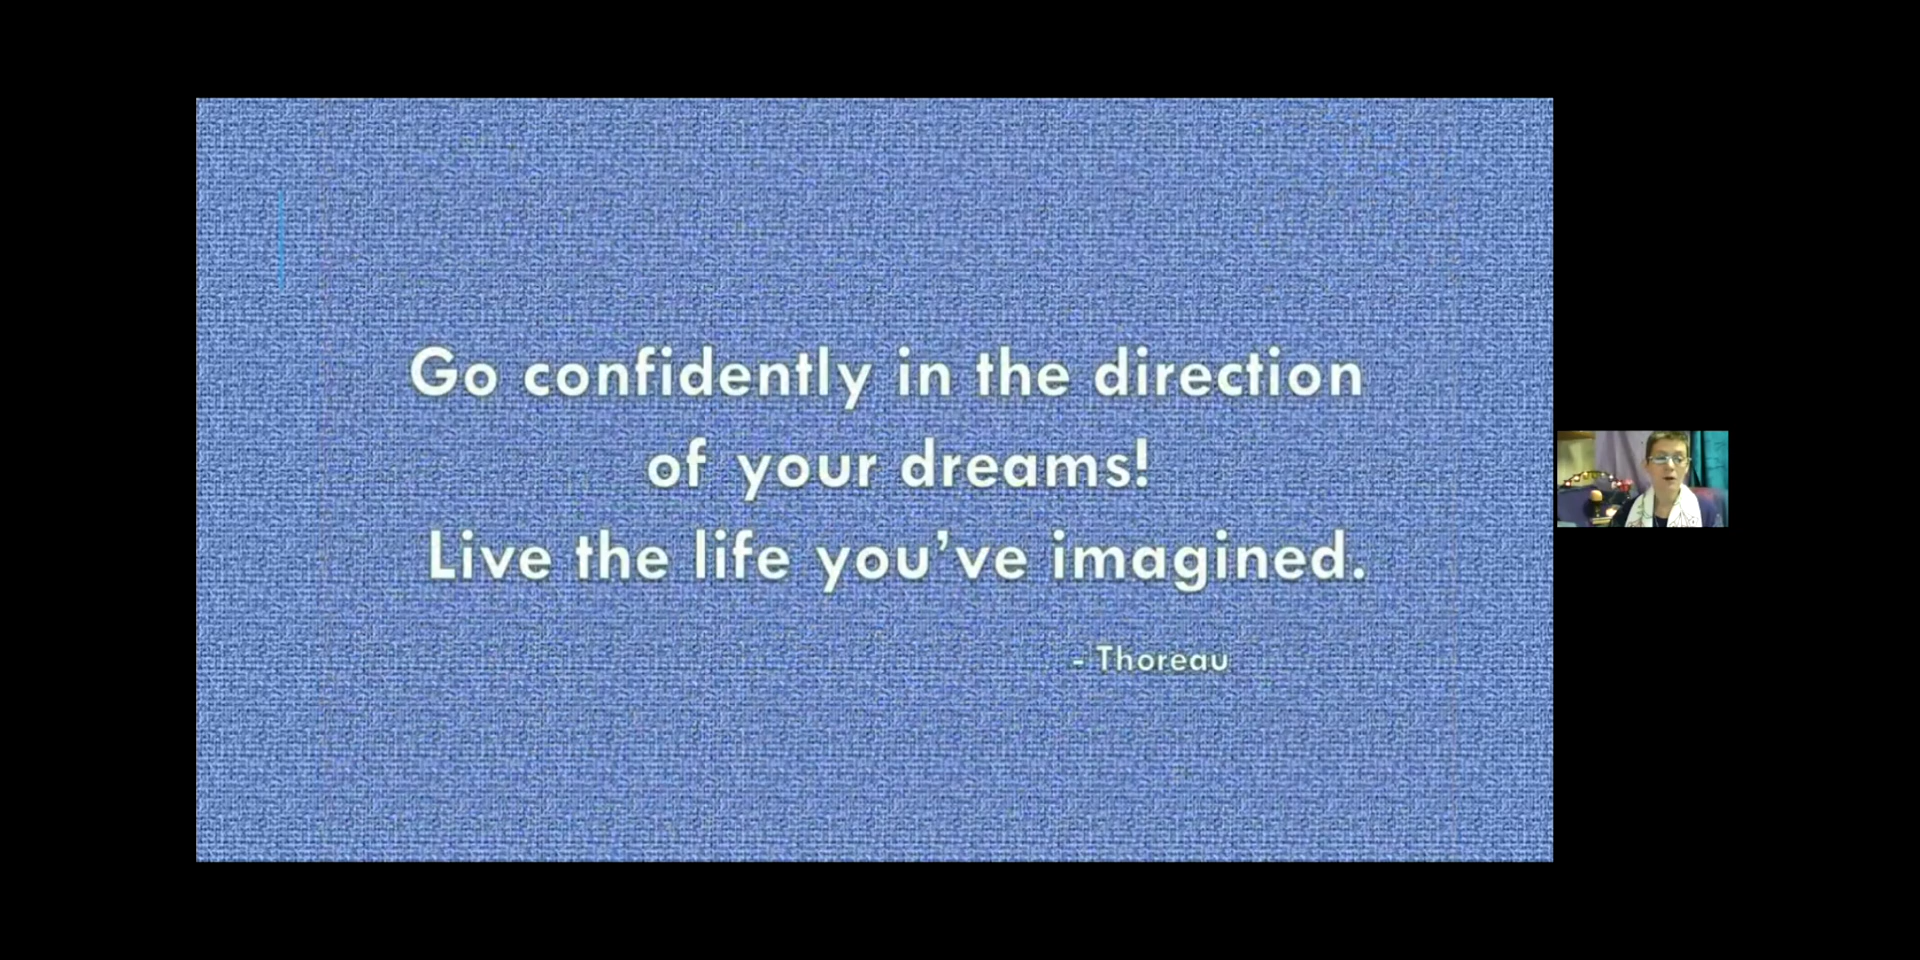 Go confidently in the direction
of your dreams!
Live the life you’ve imagined.
- Thoreau